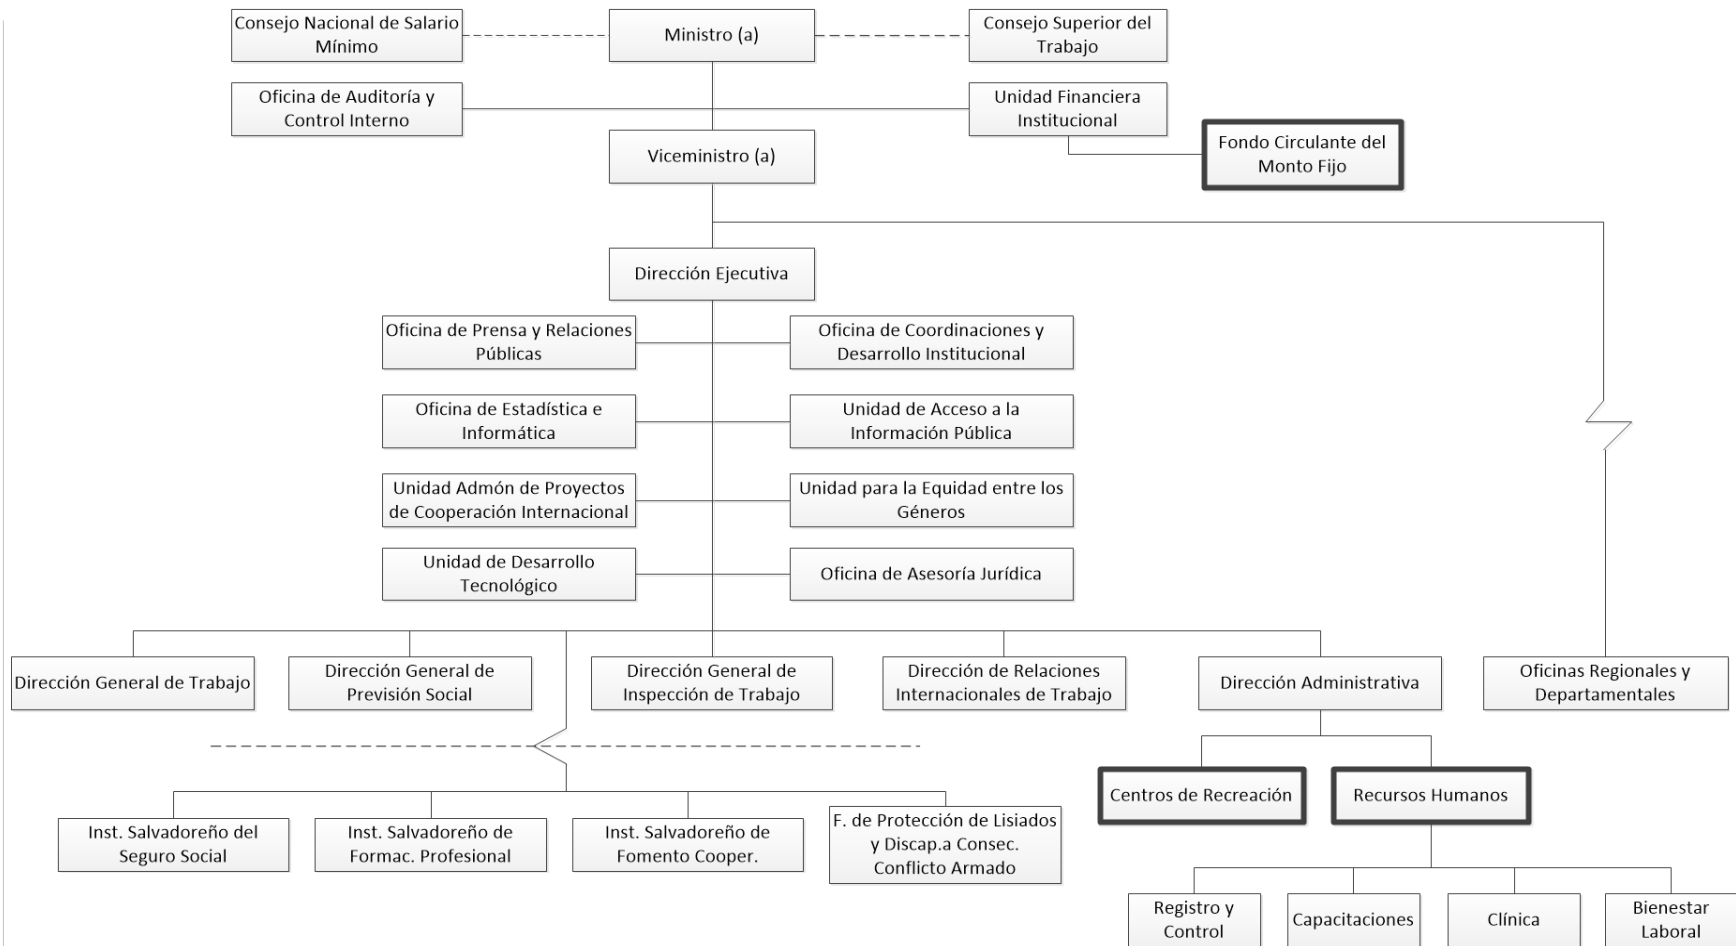 Consejo Nacional de Salario
Mínimo
Ministro (a)
Consejo Superior del
Trabajo
Oficina de Auditoría y
Control Interno
Unidad Financiera
Institucional
Fondo Circulante del
Monto Fijo
Viceministro (a)
Dirección Ejecutiva
Oficina de Prensa y Relaciones
Públicas
Oficina de Coordinaciones y
Desarrollo Institucional
Oficina de Estadística e
Informática
Unidad de Acceso a la
Información Pública
Unidad Admón de Proyectos
de Cooperación Internacional
Unidad para la Equidad entre los
Géneros
Unidad de Desarrollo
Tecnológico
Oficina de Asesoría Jurídica
Dirección General de Trabajo
Dirección General de
Previsión Social
Dirección General de
Inspección de Trabajo
Dirección de Relaciones
Internacionales de Trabajo
Dirección Administrativa
Oficinas Regionales y
Departamentales
Centros de Recreación
Recursos Humanos
Inst. Salvadoreño del
Seguro Social
Inst. Salvadoreño de
Formac. Profesional
Inst. Salvadoreño de
Fomento Cooper.
F. de Protección de Lisiados
y Discap.a Consec.
Conflicto Armado
Registro y
Control
Capacitaciones
Clínica
Bienestar
Laboral